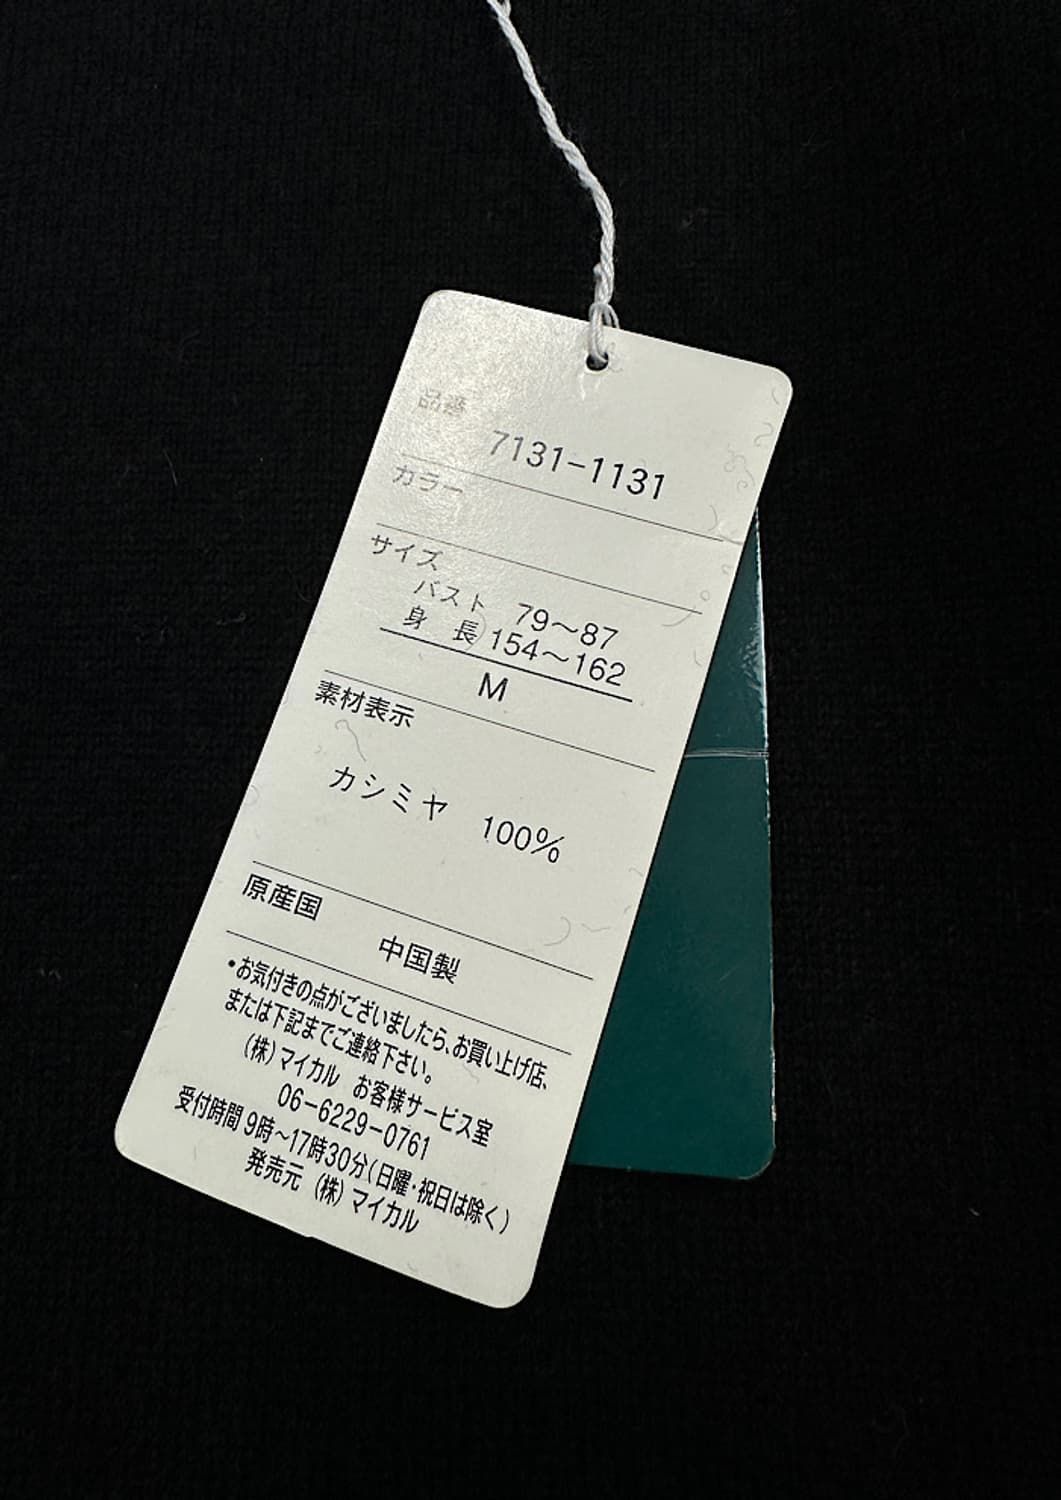 品番
7131-1131
カラー
サイズ
バスト 79〜87
身 長 154〜162
M
素材表示
カシミヤ 100%
原産国
中国製
•お気付きの点がございましたら、お買い上げ店、
または下記までご連絡下さい。
(株)マイカル お客様サービス室
06-6229-0761
受付時間 9時〜17時30分(日曜・祝日は除く)
発売元 (株)マイカル